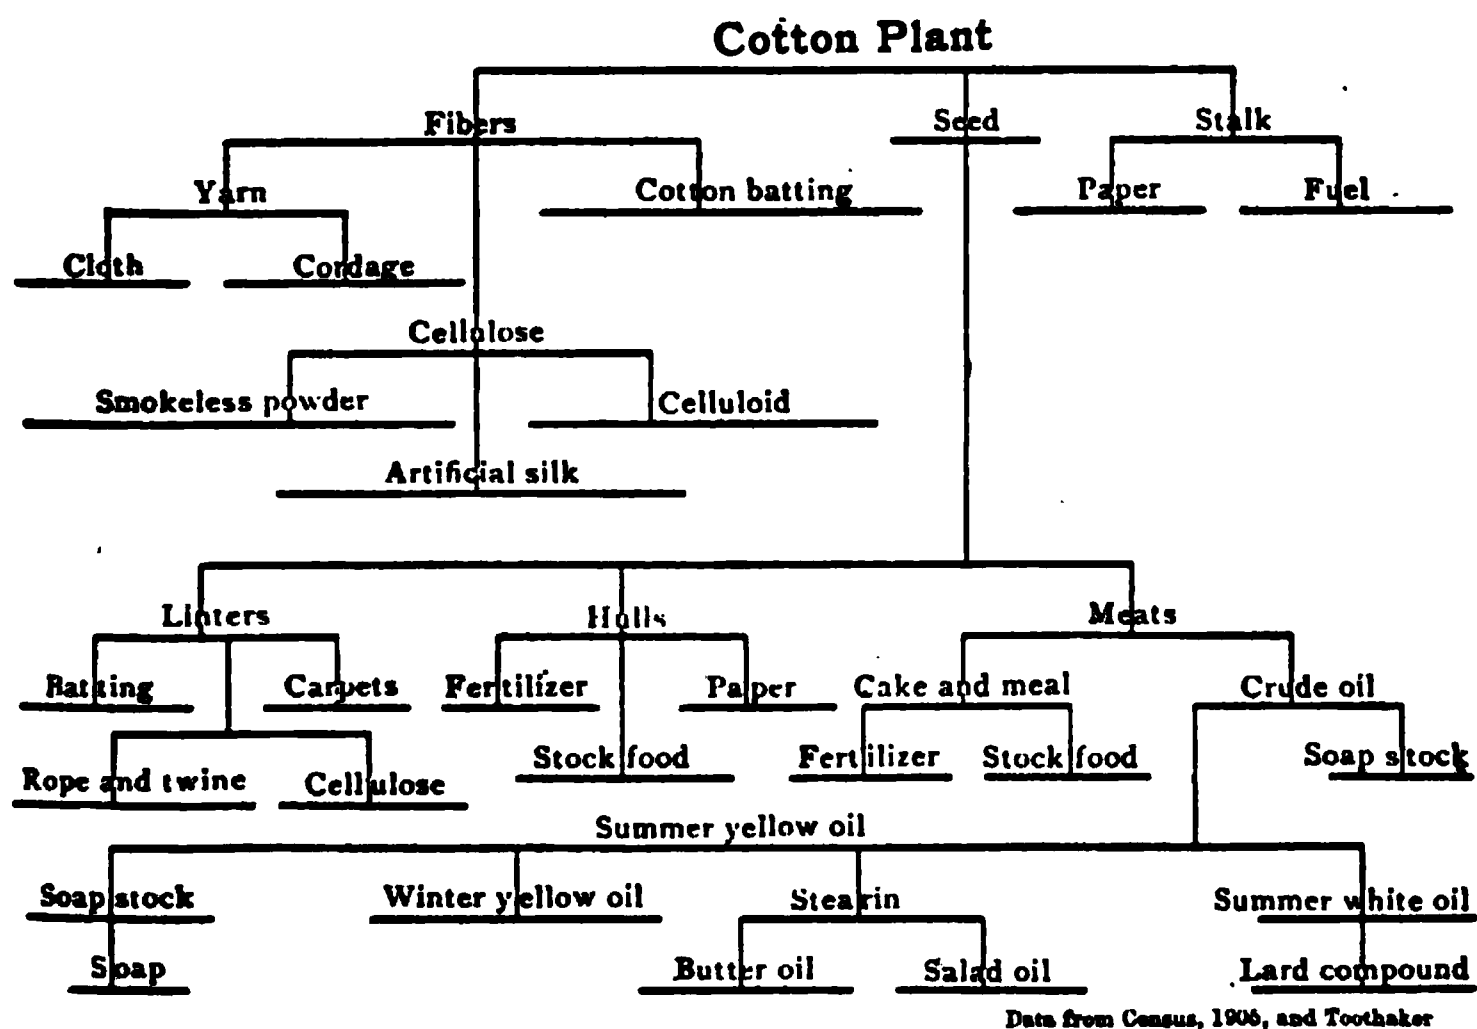 Cotton Plant
Fibers Seed Stalk
Yarn Cotton batting Paper Fuel
Cloth Cordage
Cellulose
Smokeless powder Celluloid
Artificial silk
Linters Hulls Meats
Batting Carpets Fertilizer Paper Cake and meal Crude oil
Stock food Fertilizer Stock food Soap stock
Rope and twine Cellulose
Summer yellow oil
Soap stock Winter yellow oil Stearin Summer white oil
Soap Butter oil Salad oil Lard compound
Data from Census, 1905, and Toothaker